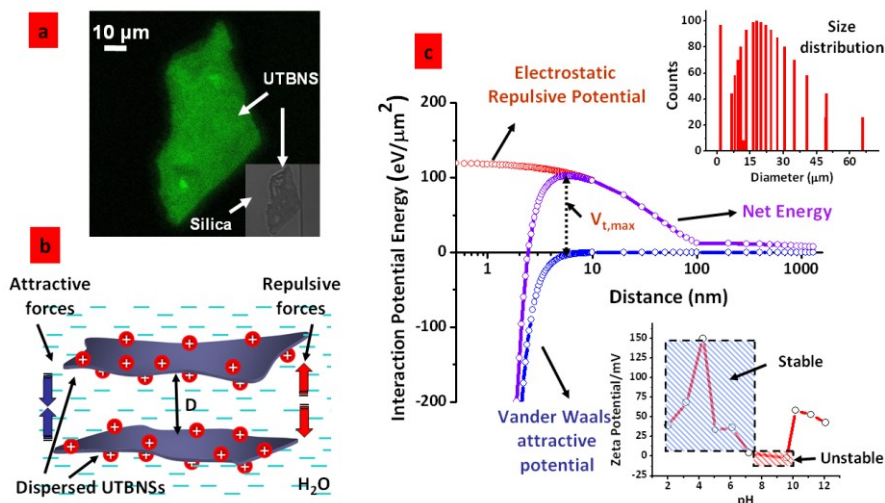 a
10 µm
UTBNS
Silica
b
Attractive
forces
Repulsive
forces
+
+
+
+
+
+
+
+
+
+
D
+
+
+
+
+
+
+
+
+
Dispersed UTBNSs
H₂O
c
Electrostatic
Repulsive Potential
Interaction Potential Energy (eV/µm²)
200
100
0
-100
-200
1
10
100
1000
Distance (nm)
V t,max
Net Energy
Vander Waals
attractive
potential
Size
distribution
Counts
100
80
60
40
20
0
0
15
30
45
60
Diameter (µm)
Zeta Potential/mV
150
125
100
75
50
25
0
-25
2
4
6
8
10
12
pH
Stable
Unstable